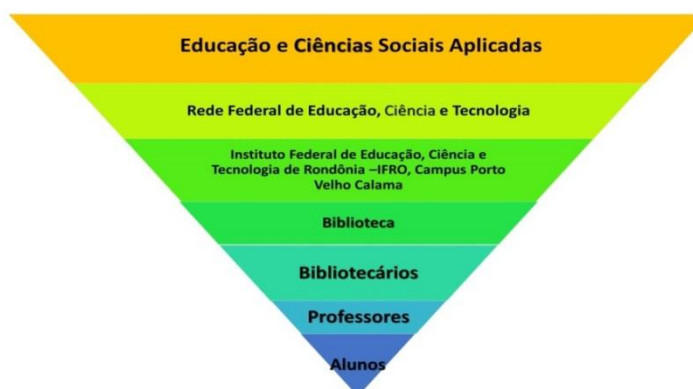 Educação e Ciências Sociais Aplicadas
Rede Federal de Educação, Ciência e Tecnologia
Instituto Federal de Educação, Ciência e
Tecnologia de Rondônia –IFRO, Campus Porto
Velho Calama
Biblioteca
Bibliotecários
Professores
Alunos